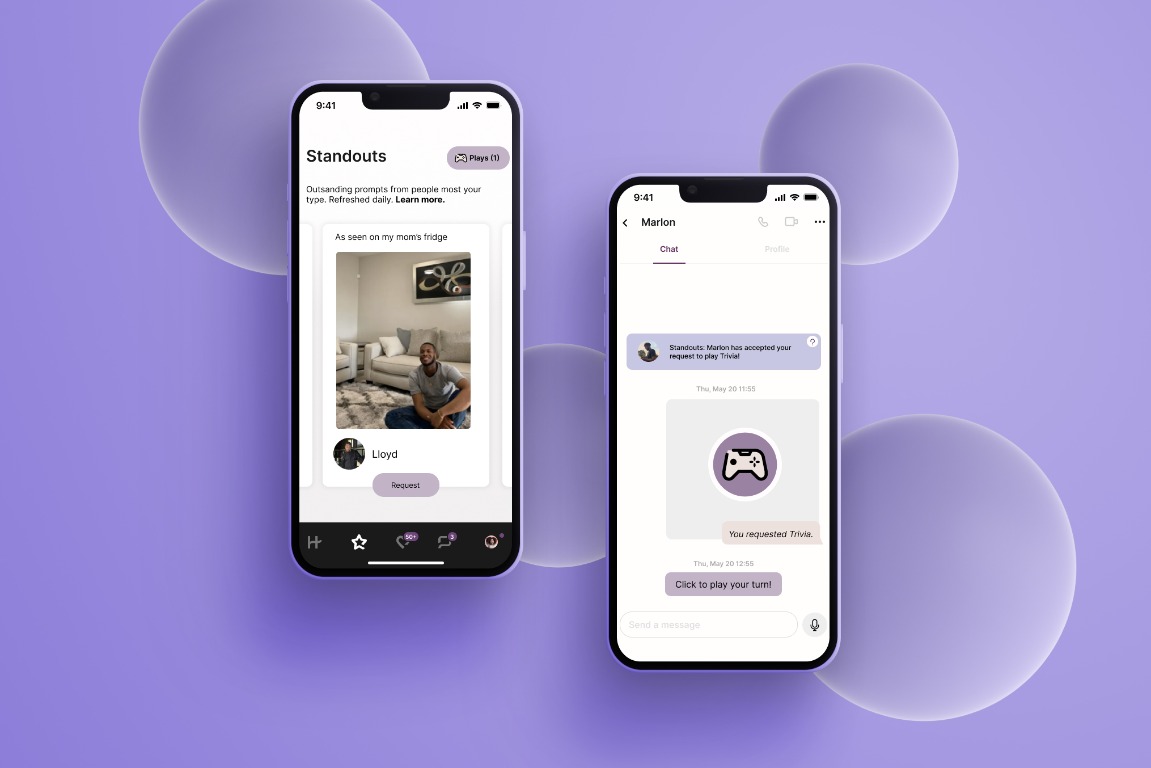 9:41
Standouts
Plays (1)
Outsanding prompts from people most your
type. Refreshed daily. Learn more.
As seen on my mom's fridge
Lloyd
Request
50+
3
9:41
Marlon
Chat
Profile
Standouts: Marlon has accepted your
request to play Trivia!
?
Thu, May 20 11:55
You requested Trivia.
Thu, May 20 12:55
Click to play your turn!
Send a message